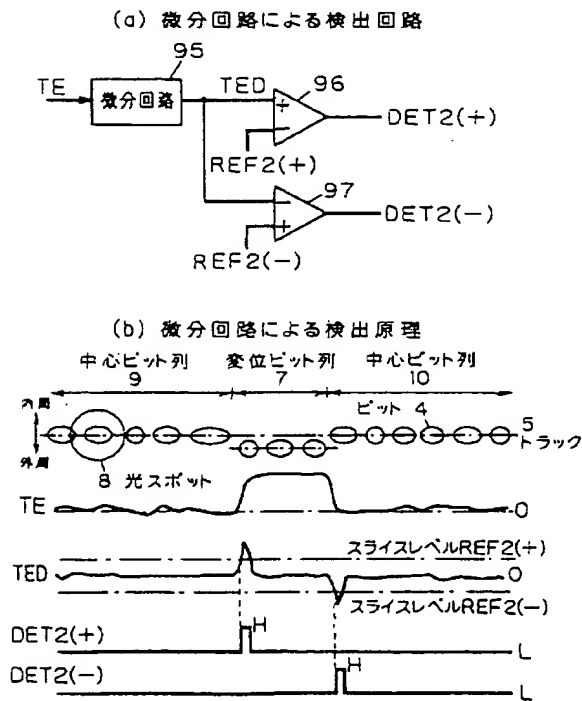 (a) 微分回路による検出回路
95
TE
微分回路
TED
96
DET2(+)
REF2(+)
97
DET2(-)
REF2(-)
(b) 微分回路による検出原理
中心ピット列
9
変位ピット列
7
中心ピット列
10
内周
ピット 4
5
トラック
外周
8 光スポット
TE
0
スライスレベルREF2(+)
TED
0
スライスレベルREF2(-)
DET2(+)
H
L
DET2(-)
H
L